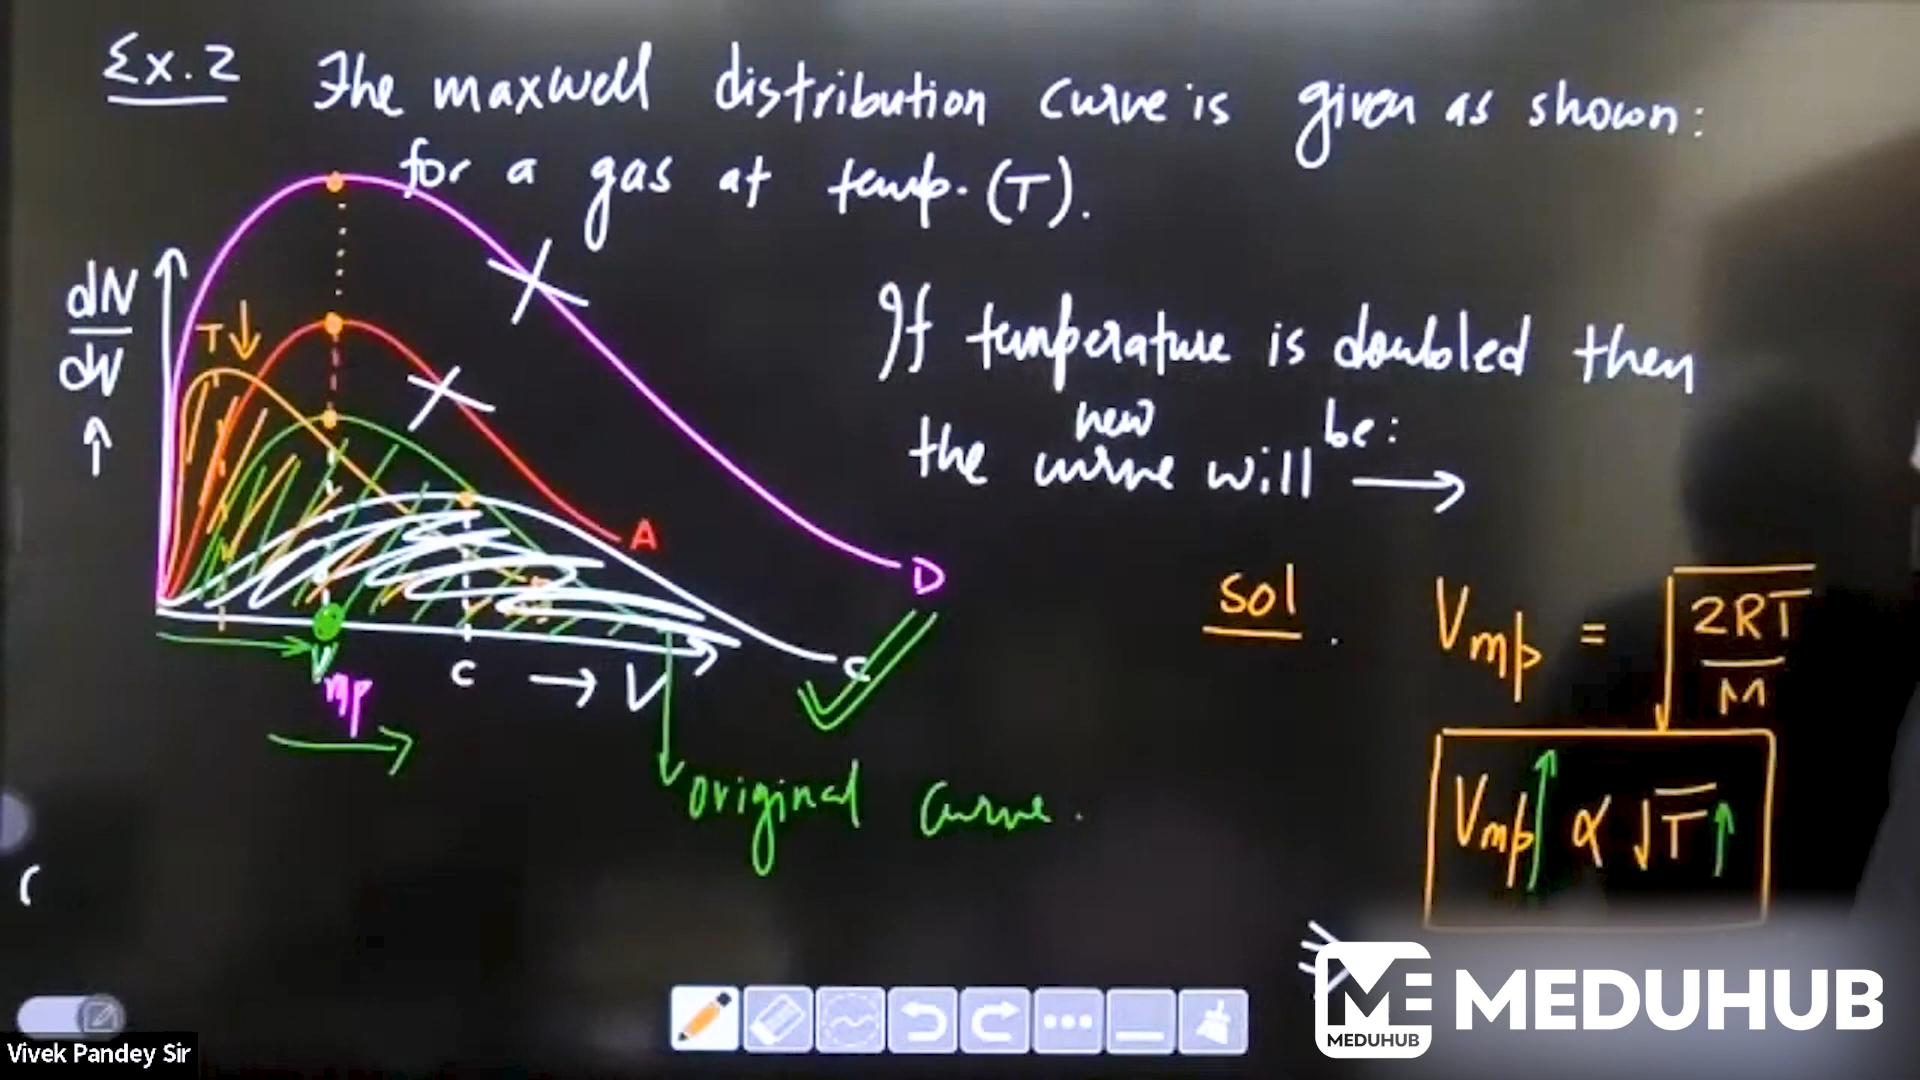 Ex.2 The maxwell distribution curve is given as shown:
for a gas at temp. (T).
dN
dV
T
If temperature is doubled then
the new curve will be:
A
D
B
C
V
mp
C
V
original curve.
sol.
Vmp = √2RT
M
Vmp ∝ √T
ME
MEDUHUB
MEDUHUB
Vivek Pandey Sir